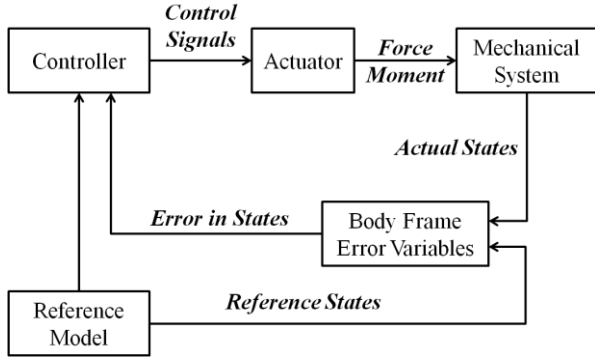 Control
Signals
Controller
Actuator
Force
Moment
Mechanical
System
Actual States
Error in States
Body Frame
Error Variables
Reference States
Reference
Model